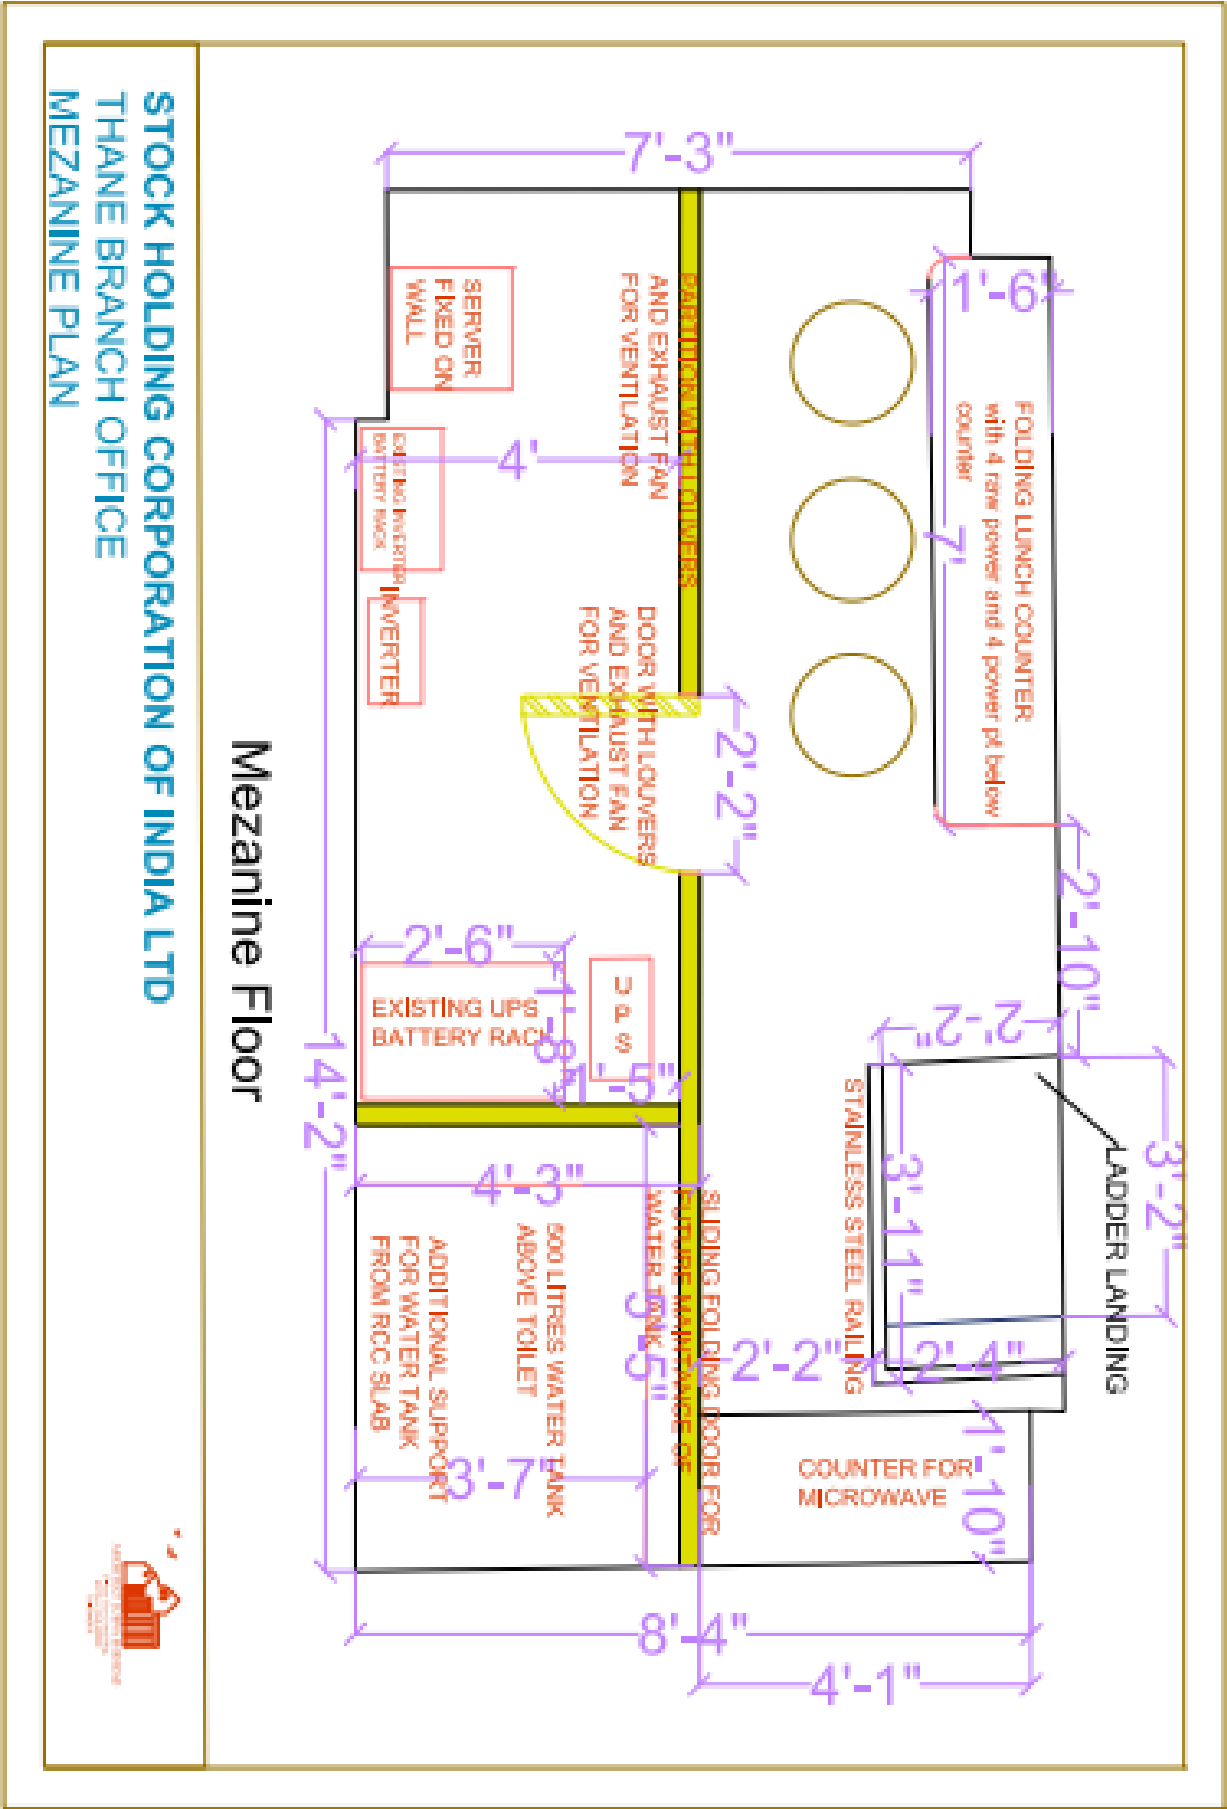 STOCK HOLDING CORPORATION OF INDIA LTD
THANE BRANCH OFFICE
MEZANINE PLAN
Mezanine Floor
7'-3"
1'-6"
FOLDING LUNCH COUNTER
with 4 raw power and 4 power pt below
counter
7'
2'-10"
2'-2"
3'-2"
LADDER LANDING
3'-11"
STAINLESS STEEL RAILING
2'-2"
2'-4"
1'-10"
COUNTER FOR
MICROWAVE
PARTITION WITH LOUVERS
AND EXHAUST FAN
FOR VENTILATION
DOOR WITH LOUVERS
AND EXHAUST FAN
FOR VENTILATION
2'-2"
SERVER
FIXED ON
WALL
4'
EXISTING INVERTER
BATTERY RACK
INVERTER
2'-6"
EXISTING UPS
BATTERY RACK
1'-8"
UPS
1'-5"
14'-2"
4'-3"
SLIDING FOLDING DOOR FOR
FUTURE MAINTANCE OF
WATER TANK
5'-5"
500 LITRES WATER TANK
ABOVE TOILET
ADDITIONAL SUPPORT
FOR WATER TANK
FROM RCC SLAB
3'-7"
8'-4"
4'-1"